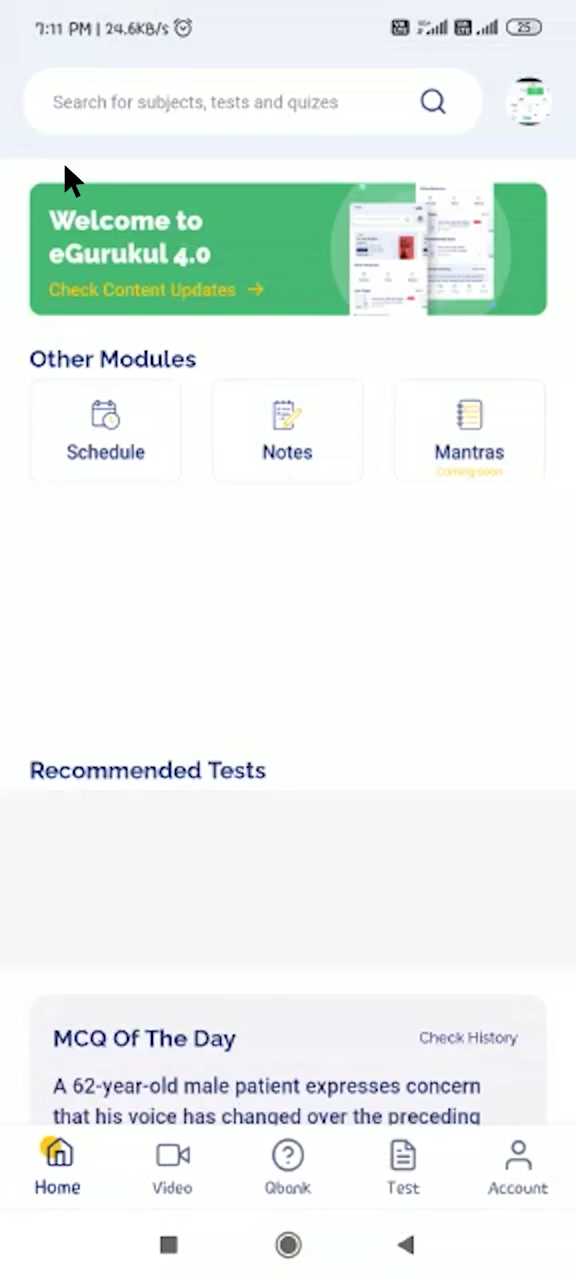 7:11 PM | 24.6KB/s
25
Search for subjects, tests and quizes
Welcome to
eGurukul 4.0
Check Content Updates →
Other Modules
Schedule
Notes
Mantras
Coming soon
Recommended Tests
MCQ Of The Day
Check History
A 62-year-old male patient expresses concern
that his voice has changed over the preceding
Home
Video
Qbank
Test
Account